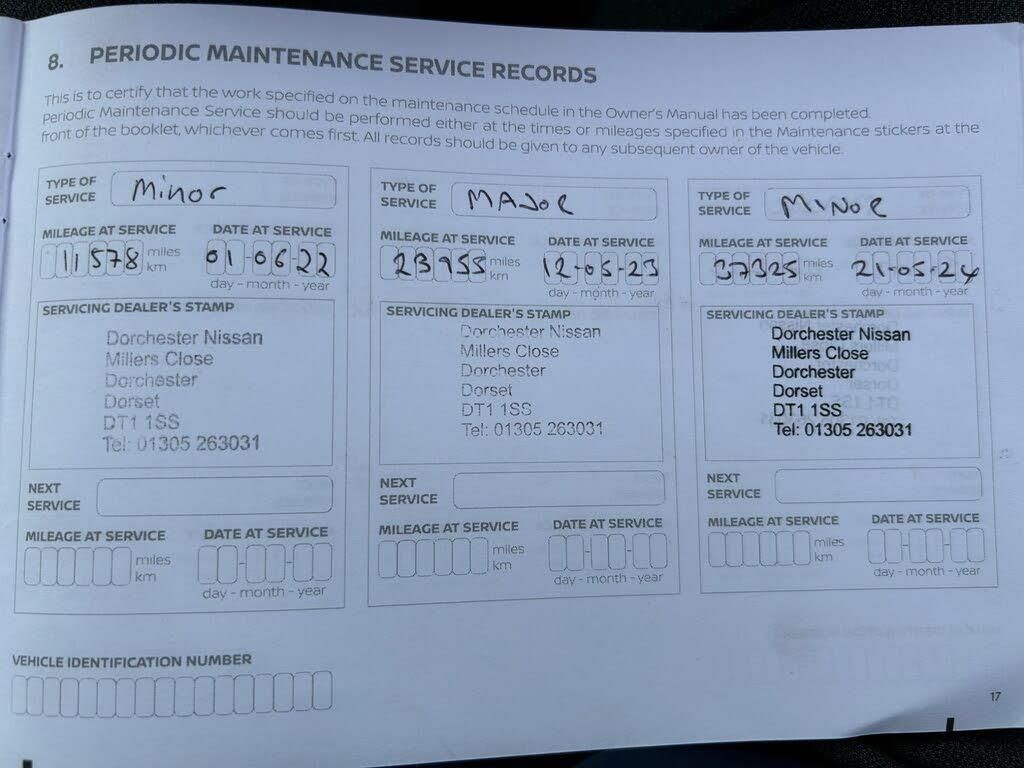 8. PERIODIC MAINTENANCE SERVICE RECORDS
This is to certify that the work specified on the maintenance schedule in the Owner's Manual has been completed.
Periodic Maintenance Service should be performed either at the times or mileages specified in the Maintenance stickers at the
front of the booklet, whichever comes first. All records should be given to any subsequent owner of the vehicle.
TYPE OF SERVICE Minor
MILEAGE AT SERVICE DATE AT SERVICE
11578 miles km 01-06-22
day - month - year
SERVICING DEALER'S STAMP
Dorchester Nissan
Millers Close
Dorchester
Dorset
DT1 1SS
Tel: 01305 263031
NEXT SERVICE
MILEAGE AT SERVICE DATE AT SERVICE
miles km
day - month - year
TYPE OF SERVICE MAJOR
MILEAGE AT SERVICE DATE AT SERVICE
23955 miles km 12-05-23
day - month - year
SERVICING DEALER'S STAMP
Dorchester Nissan
Millers Close
Dorchester
Dorset
DT1 1SS
Tel: 01305 263031
NEXT SERVICE
MILEAGE AT SERVICE DATE AT SERVICE
miles km
day - month - year
TYPE OF SERVICE MINOR
MILEAGE AT SERVICE DATE AT SERVICE
37325 miles km 21-05-24
day - month - year
SERVICING DEALER'S STAMP
Dorchester Nissan
Millers Close
Dorchester
Dorset
DT1 1SS
Tel: 01305 263031
NEXT SERVICE
MILEAGE AT SERVICE DATE AT SERVICE
miles km
day - month - year
VEHICLE IDENTIFICATION NUMBER
17